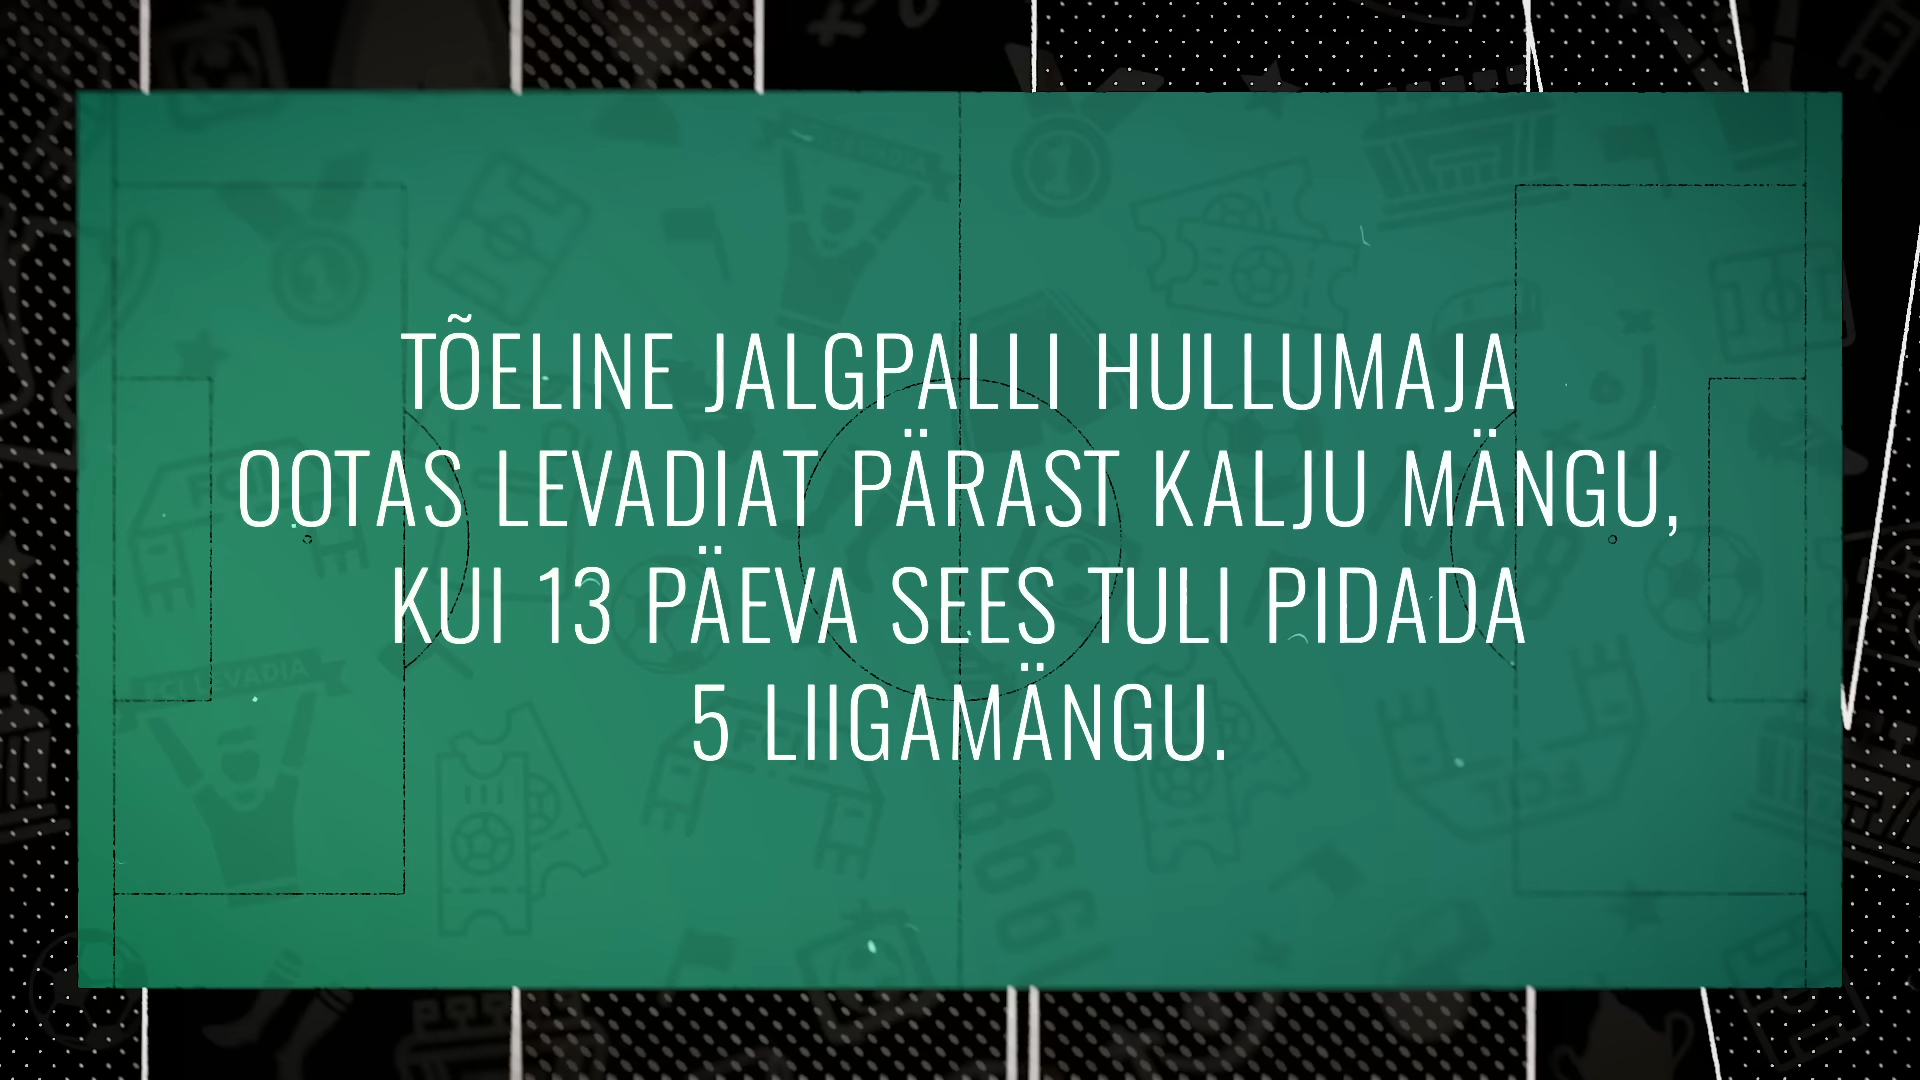 TÕELINE JALGPALLI HULLUMAJA
OOTAS LEVADIAT PÄRAST KALJU MÄNGU,
KUI 13 PÄEVA SEES TULI PIDADA
5 LIIGAMÄNGU.